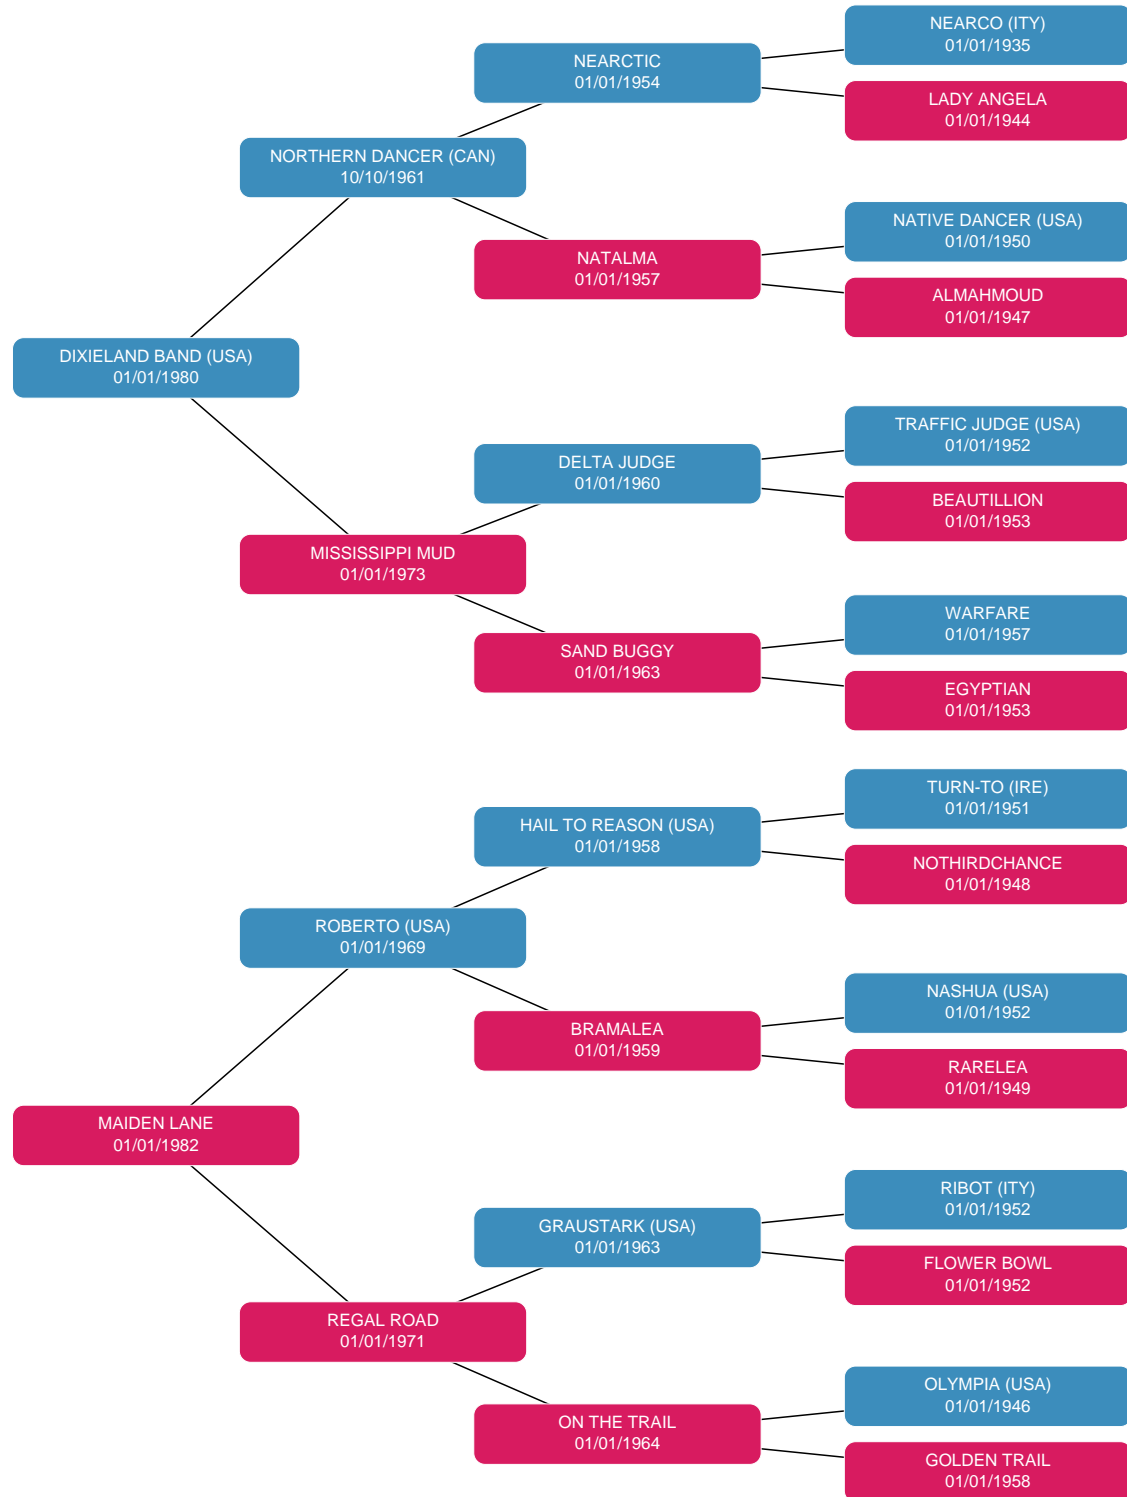 NEARCO (ITY)
01/01/1935
NEARCTIC
01/01/1954
LADY ANGELA
01/01/1944
NORTHERN DANCER (CAN)
10/10/1961
NATIVE DANCER (USA)
01/01/1950
NATALMA
01/01/1957
ALMAHMOUD
01/01/1947
DIXIELAND BAND (USA)
01/01/1980
TRAFFIC JUDGE (USA)
01/01/1952
DELTA JUDGE
01/01/1960
BEAUTILLION
01/01/1953
MISSISSIPPI MUD
01/01/1973
WARFARE
01/01/1957
SAND BUGGY
01/01/1963
EGYPTIAN
01/01/1953
TURN-TO (IRE)
01/01/1951
HAIL TO REASON (USA)
01/01/1958
NOTHIRDCHANCE
01/01/1948
ROBERTO (USA)
01/01/1969
NASHUA (USA)
01/01/1952
BRAMALEA
01/01/1959
RARELEA
01/01/1949
MAIDEN LANE
01/01/1982
RIBOT (ITY)
01/01/1952
GRAUSTARK (USA)
01/01/1963
FLOWER BOWL
01/01/1952
REGAL ROAD
01/01/1971
OLYMPIA (USA)
01/01/1946
ON THE TRAIL
01/01/1964
GOLDEN TRAIL
01/01/1958